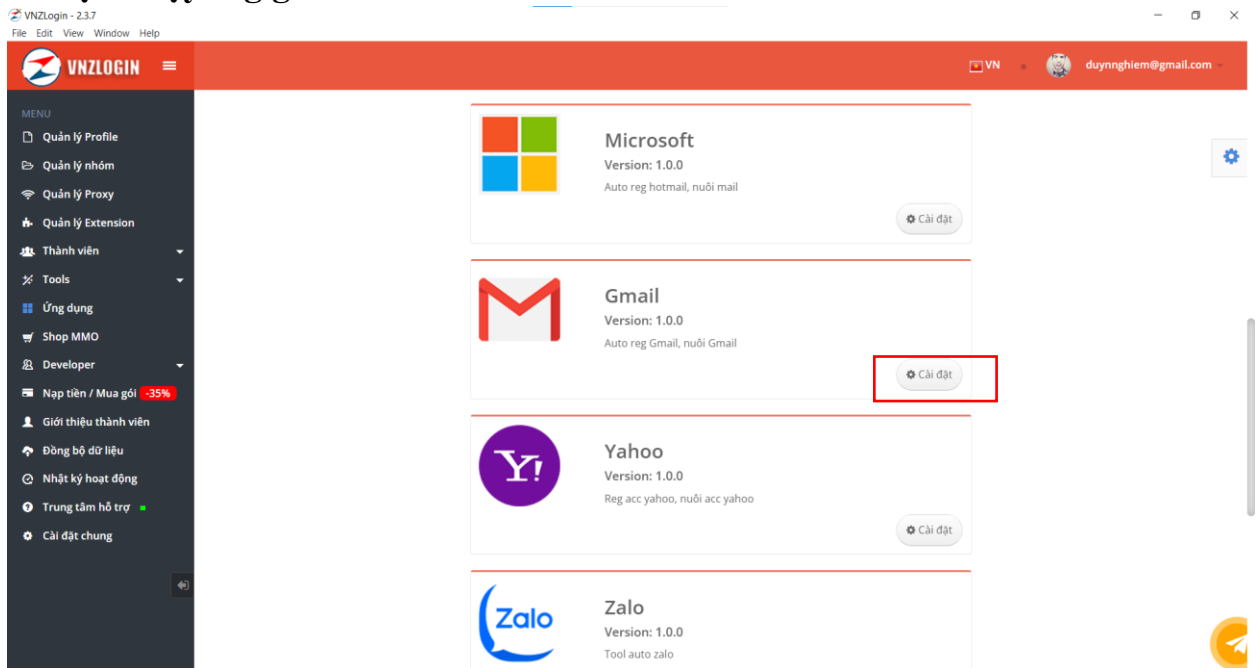 VNZLogin - 2.3.7
File Edit View Window Help
VNZLOGIN
VN
duynnghiem@gmail.com
MENU
Quản lý Profile
Quản lý nhóm
Quản lý Proxy
Quản lý Extension
Thành viên
Tools
Ứng dụng
Shop MMO
Developer
Nạp tiền / Mua gói -35%
Giới thiệu thành viên
Đồng bộ dữ liệu
Nhật ký hoạt động
Trung tâm hỗ trợ
Cài đặt chung
Microsoft
Version: 1.0.0
Auto reg hotmail, nuôi mail
Cài đặt
Gmail
Version: 1.0.0
Auto reg Gmail, nuôi Gmail
Cài đặt
Y!
Yahoo
Version: 1.0.0
Reg acc yahoo, nuôi acc yahoo
Cài đặt
Zalo
Zalo
Version: 1.0.0
Tool auto zalo